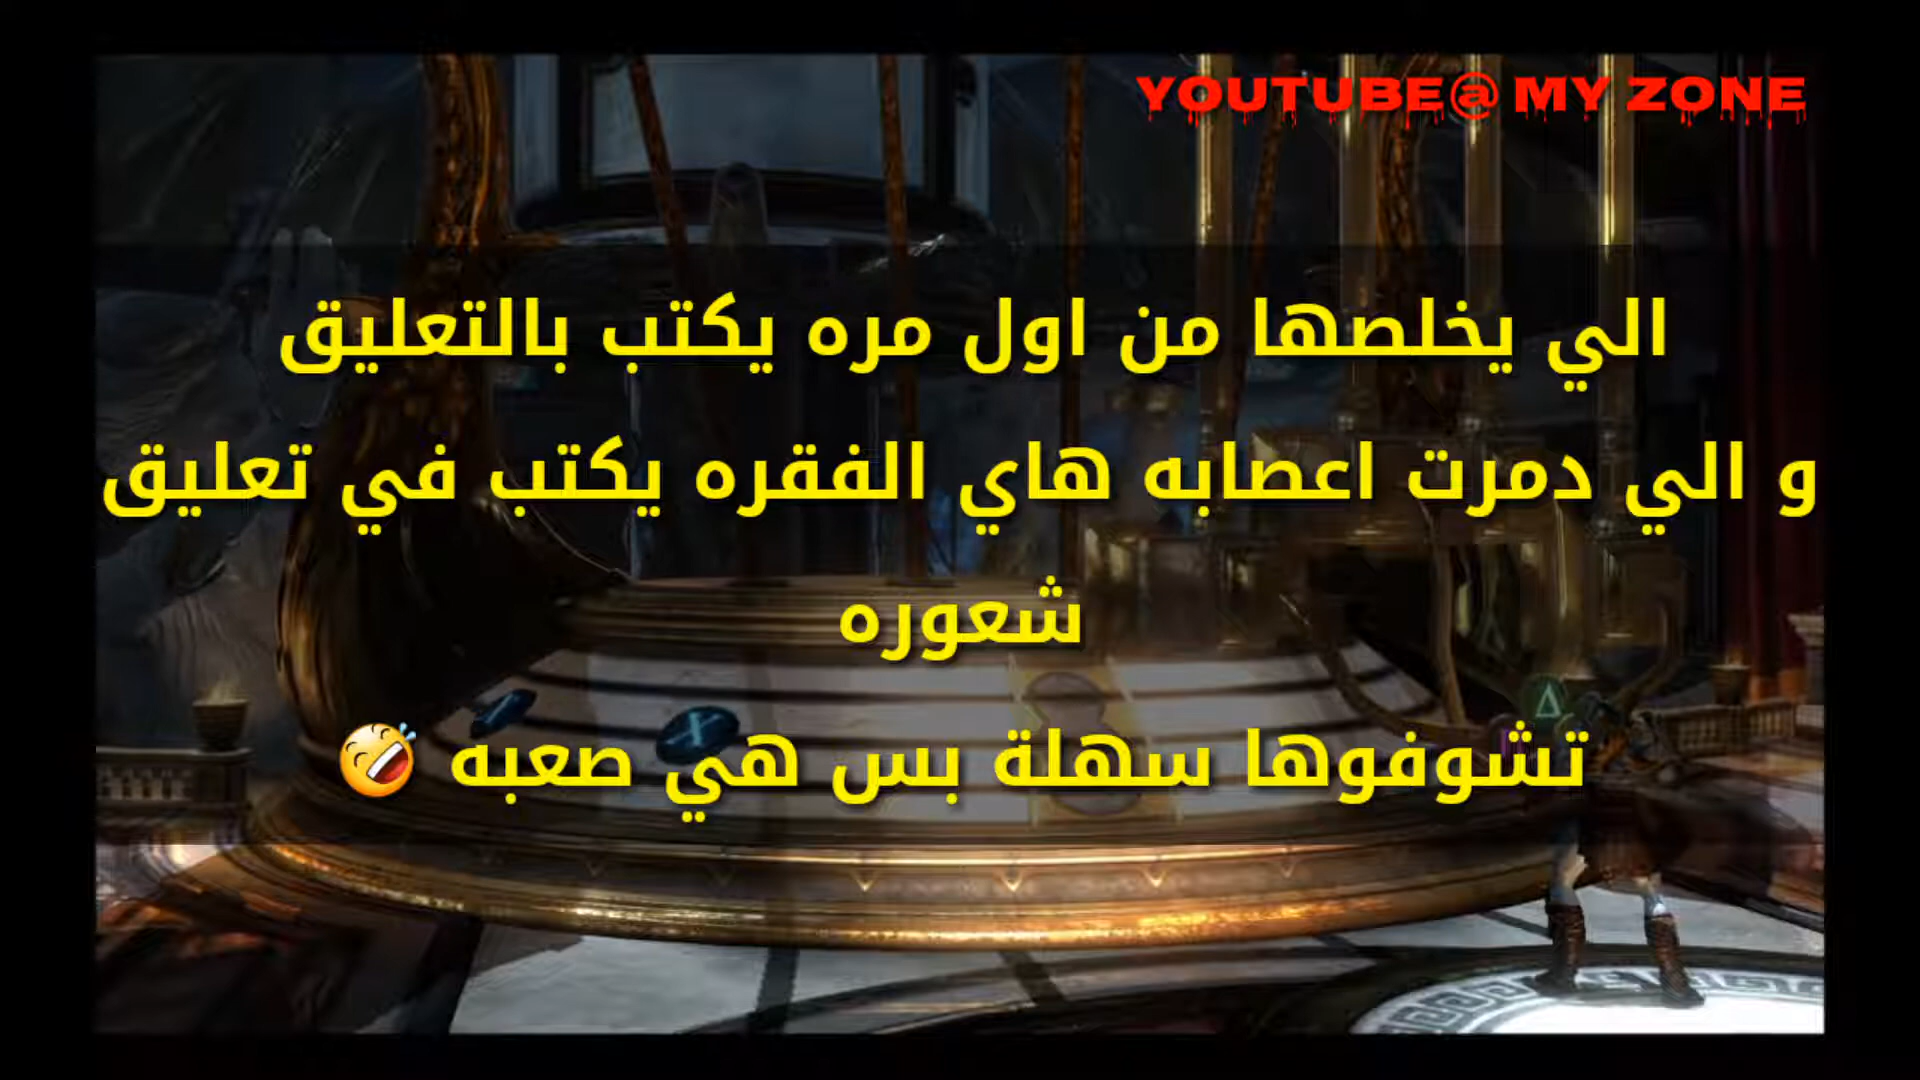 YOUTUBE@ MY ZONE
الي يخلصها من اول مره يكتب بالتعليق
و الي دمرت اعصابه هاي الفقره يكتب في تعليق
شعوره
تشوفوها سهلة بس هي صعبه 🤣
X
Δ